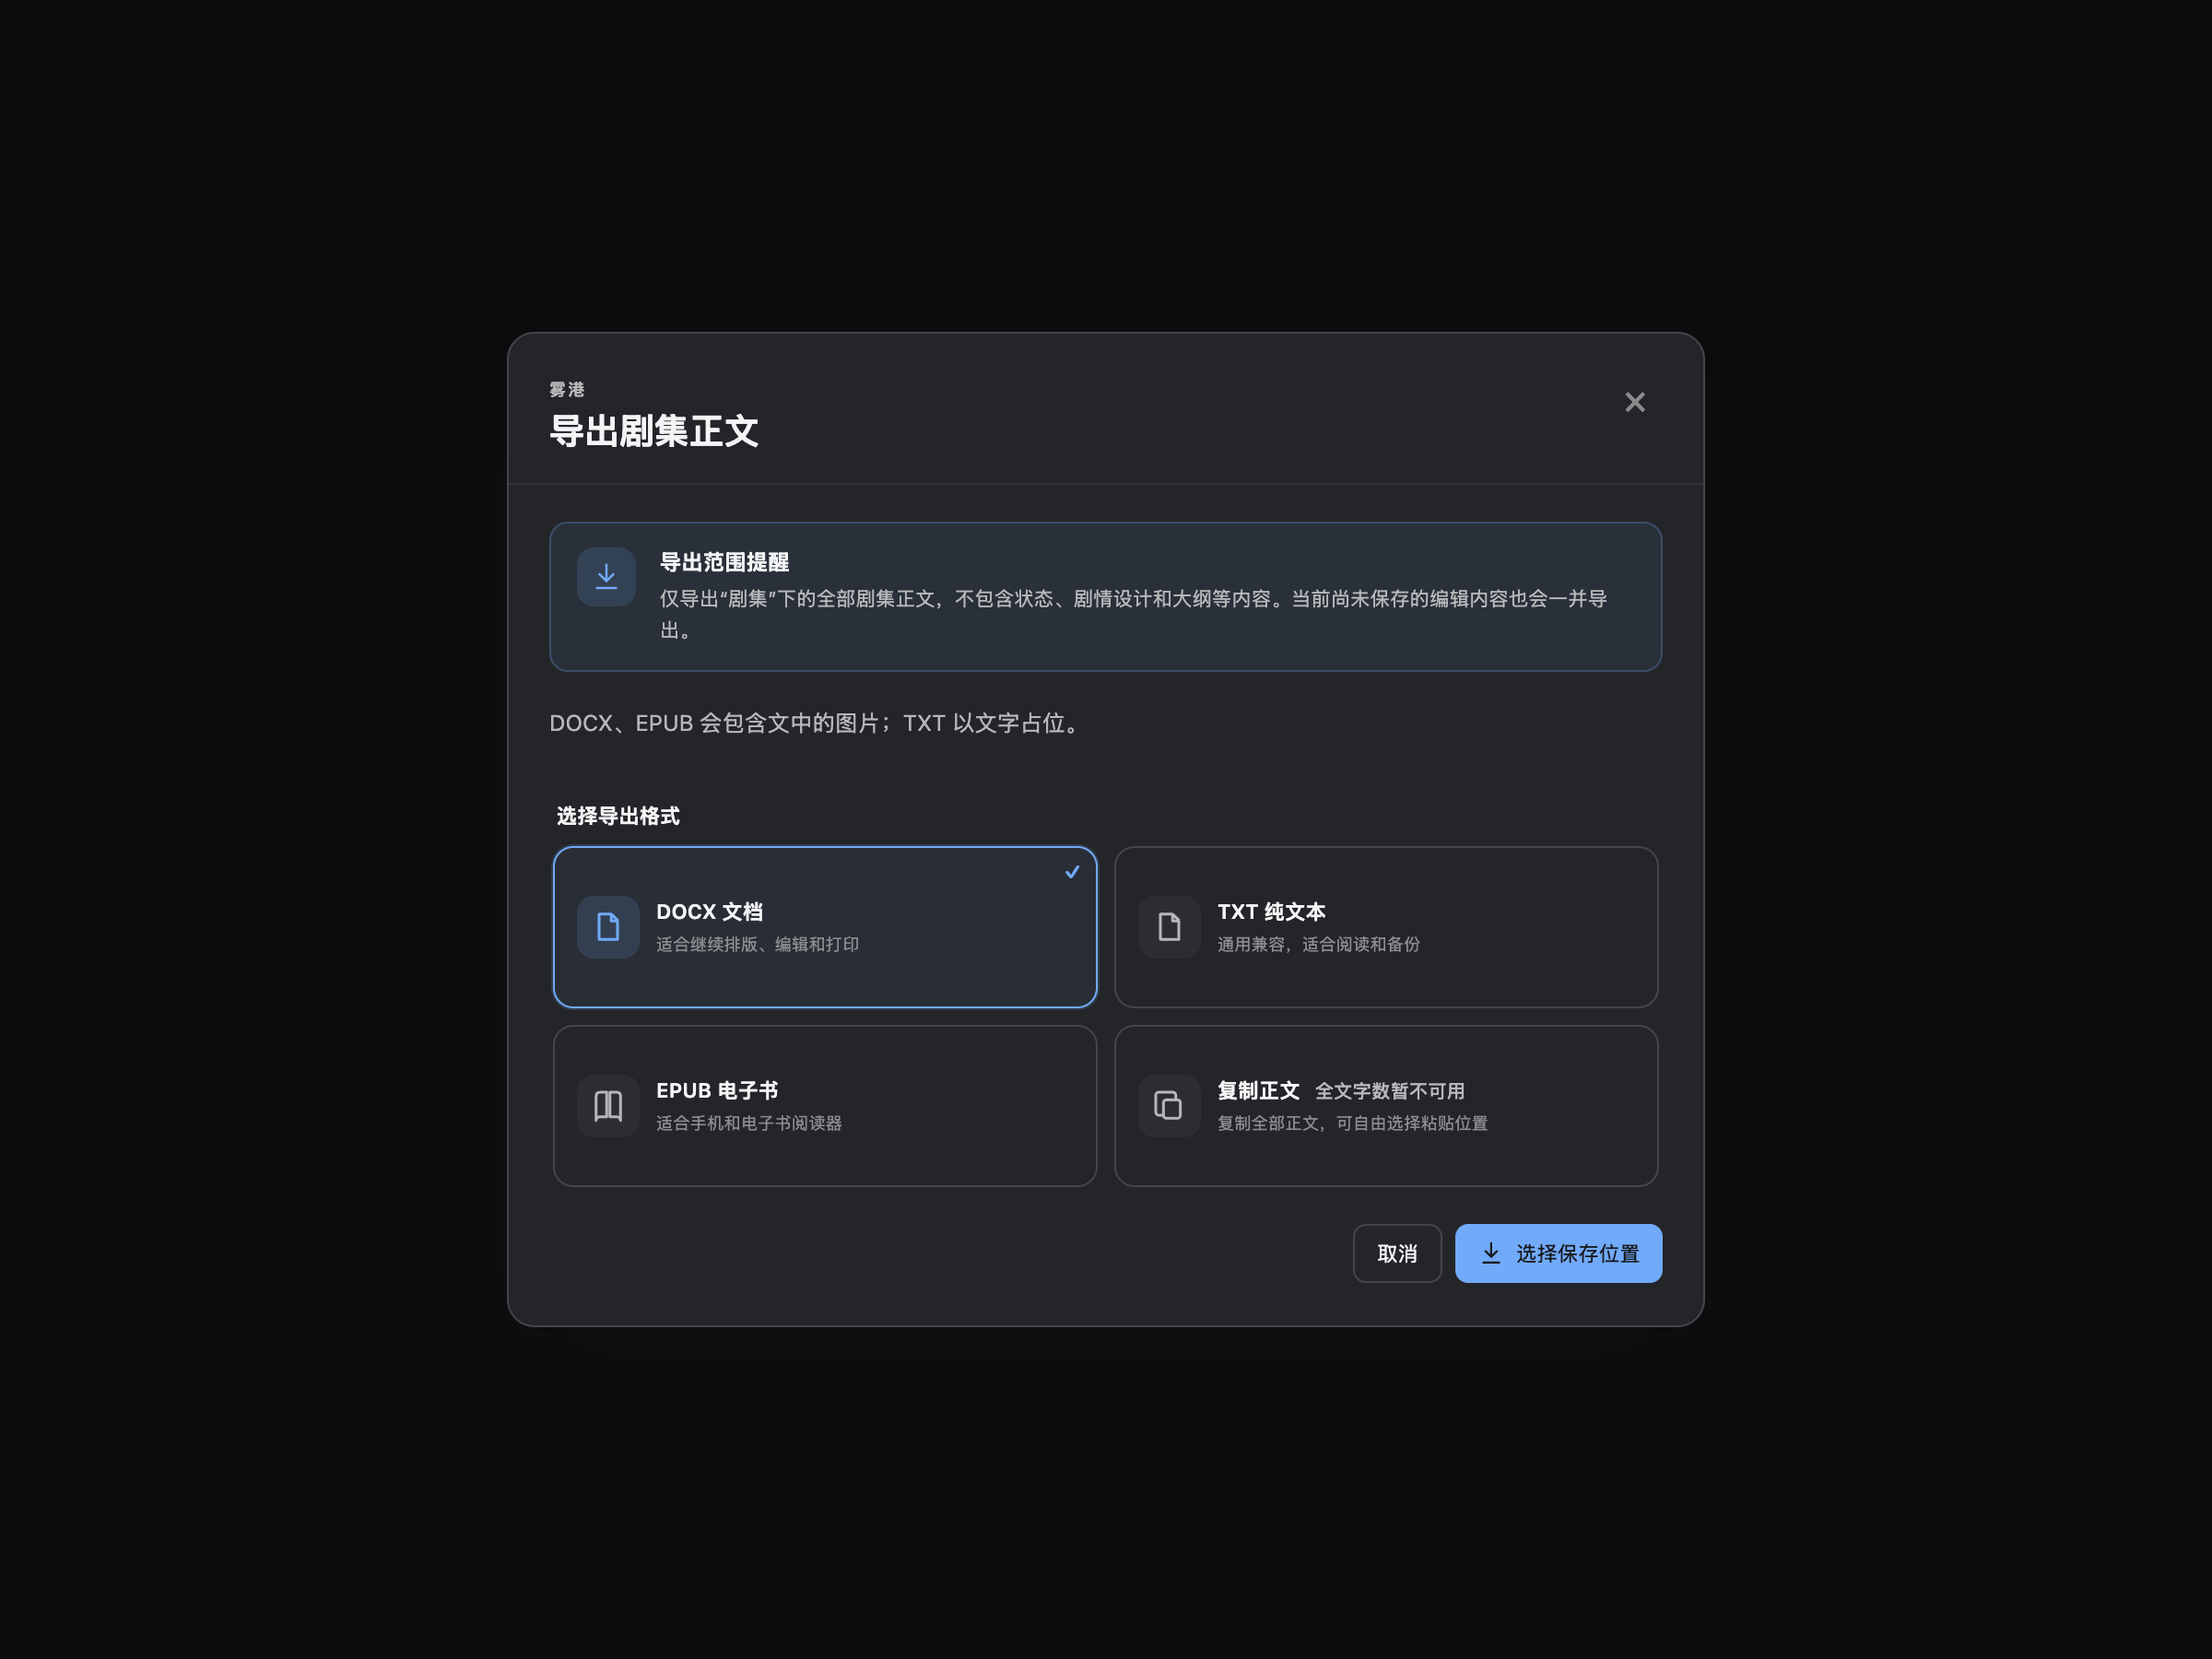 雾港
导出剧集正文
导出范围提醒
仅导出“剧集”下的全部剧集正文，不包含状态、剧情设计和大纲等内容。当前尚未保存的编辑内容也会一并导
出。
DOCX、EPUB 会包含文中的图片；TXT 以文字占位。
选择导出格式
DOCX 文档
适合继续排版、编辑和打印
TXT 纯文本
通用兼容，适合阅读和备份
EPUB 电子书
适合手机和电子书阅读器
复制正文 全文字数暂不可用
复制全部正文，可自由选择粘贴位置
取消
选择保存位置